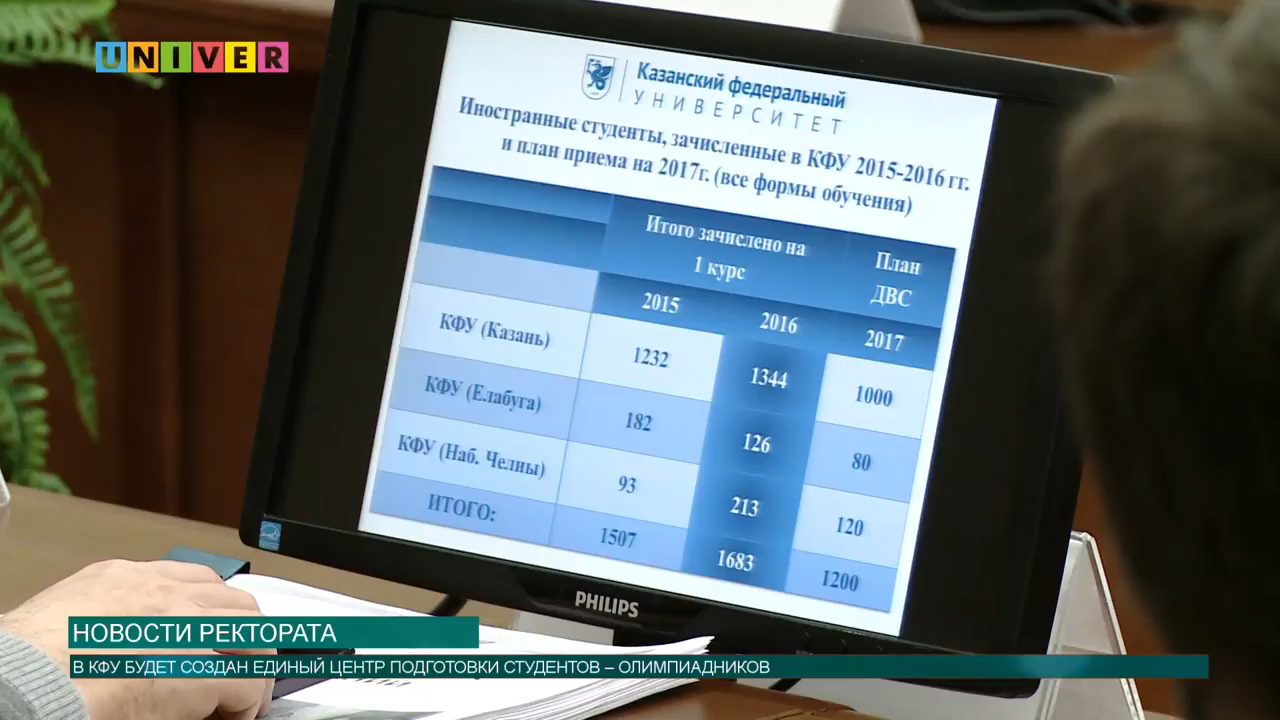 UNIVER
Казанский федеральный
УНИВЕРСИТЕТ
Иностранные студенты, зачисленные в КФУ 2015-2016 гг.
и план приема на 2017г. (все формы обучения)
Итого зачислено на
1 курс
План
ДВС
2015 2016 2017
КФУ (Казань) 1232 1344 1000
КФУ (Елабуга) 182 126 80
КФУ (Наб. Челны) 93 213 120
ИТОГО: 1507 1683 1200
PHILIPS
НОВОСТИ РЕКТОРАТА
В КФУ БУДЕТ СОЗДАН ЕДИНЫЙ ЦЕНТР ПОДГОТОВКИ СТУДЕНТОВ – ОЛИМПИАДНИКОВ